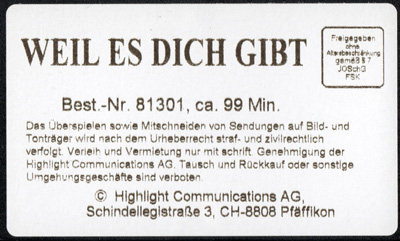 WEIL ES DICH GIBT
Freigegeben
ohne
Altersbeschränkung
gemäß § 7
JÖSchG
FSK
Best.-Nr. 81301, ca. 99 Min.
Das Überspielen sowie Mitschneiden von Sendungen auf Bild- und
Tonträger wird nach dem Urheberrecht straf- und zivilrechtlich
verfolgt. Verleih und Vermietung nur mit schrift. Genehmigung der
Highlight Communications AG. Tausch und Rückkauf oder sonstige
Umgehungsgeschäfte sind verboten.
© Highlight Communications AG,
Schindellegistraße 3, CH-8808 Pfäffikon